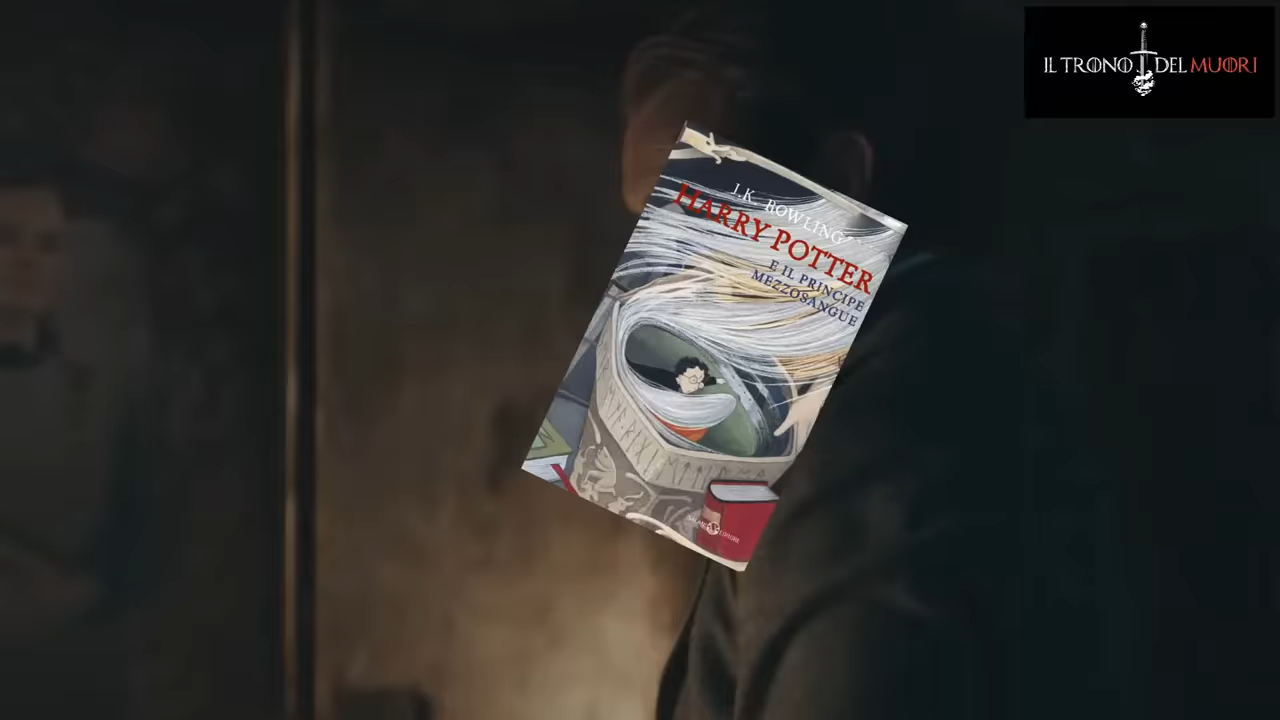 IL TRONO DEL MUORI
J.K. ROWLING
HARRY POTTER
E IL PRINCIPE
MEZZOSANGUE